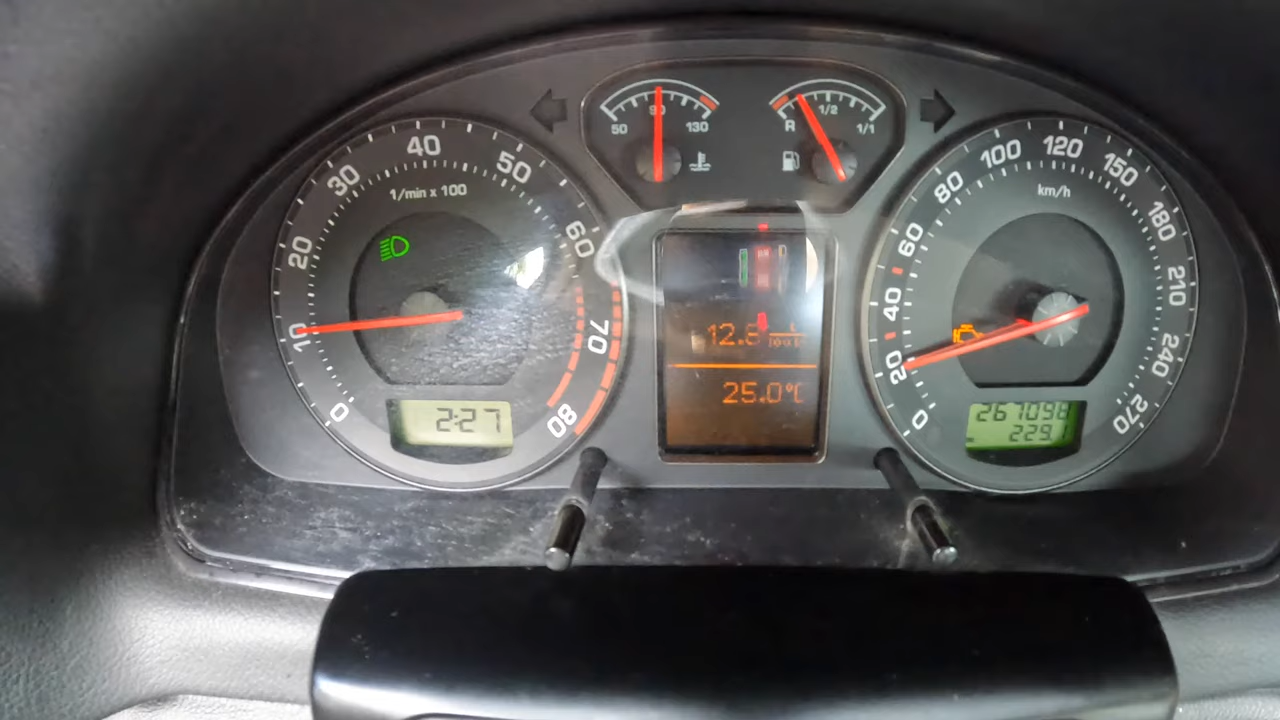 50 90 130
R 1/2 1/1
0 10 20 30 40 50 60 70 80
1/min x 100
2:27
12.8
25.0°C
0 20 40 60 80 100 120 150 180 210 240 270
km/h
267098
229.1